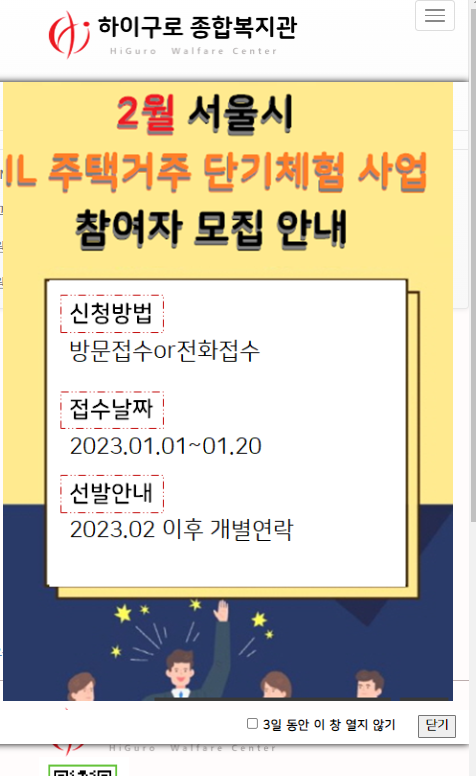 하이구로 종합복지관
HiGuro Walfare Center
2월 서울시
IL 주택거주 단기체험 사업
참여자 모집 안내
신청방법
방문접수or전화접수
접수날짜
2023.01.01~01.20
선발안내
2023.02 이후 개별연락
3일 동안 이 창 열지 않기
닫기
HiGuro Walfare Center